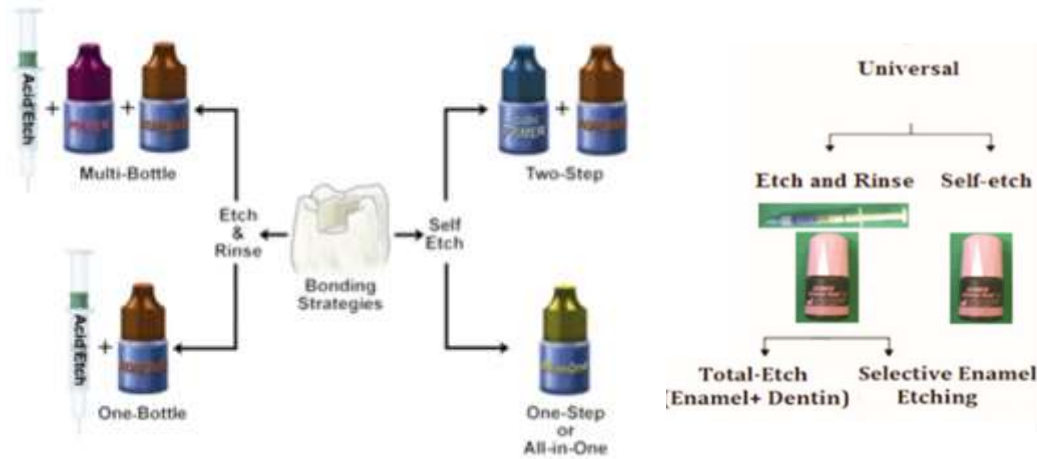 Acid Etch
+
+
Multi-Bottle
+
Two-Step
Etch
&
Rinse
Self
Etch
Bonding
Strategies
Acid Etch
+
One-Bottle
One-Step
or
All-in-One
Universal
Etch and Rinse
Self-etch
Total-Etch
(Enamel+ Dentin)
Selective Enamel
Etching